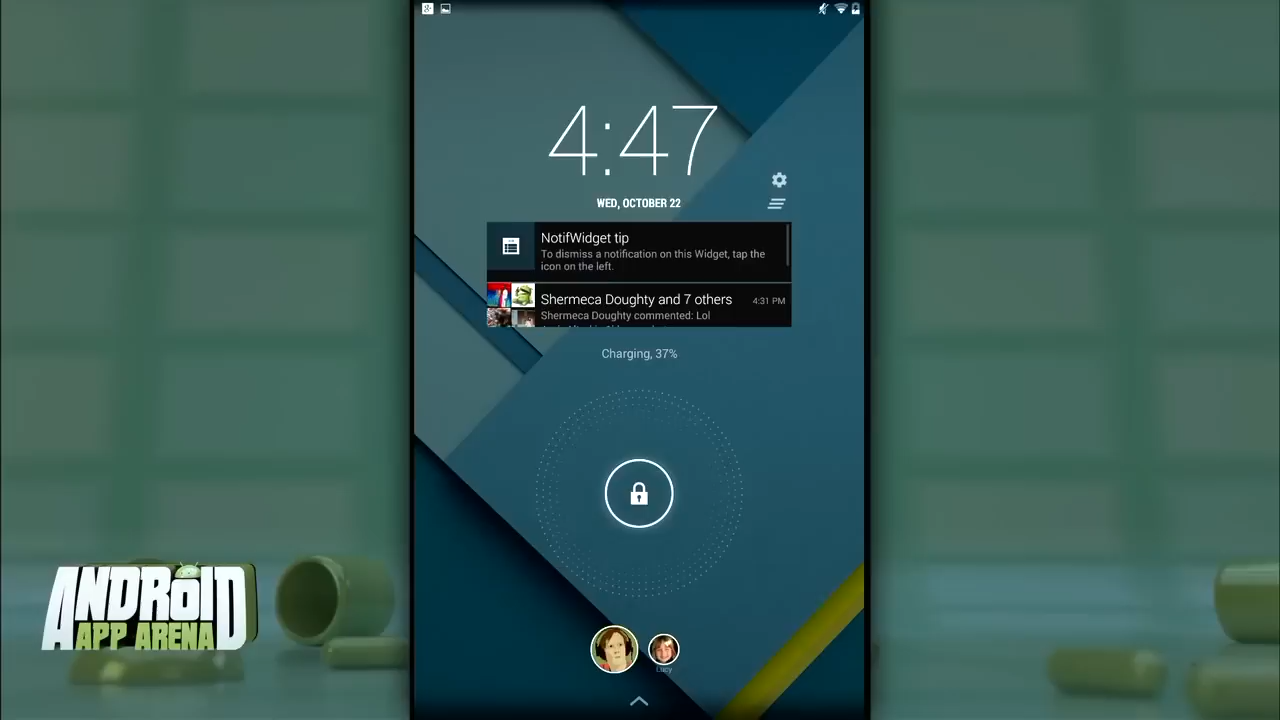 4:47
WED, OCTOBER 22
NotifWidget tip
To dismiss a notification on this Widget, tap the
icon on the left.
Shermeca Doughty and 7 others
4:31 PM
Shermeca Doughty commented: Lol
Charging, 37%
ANDROID
APP ARENA
Lucy